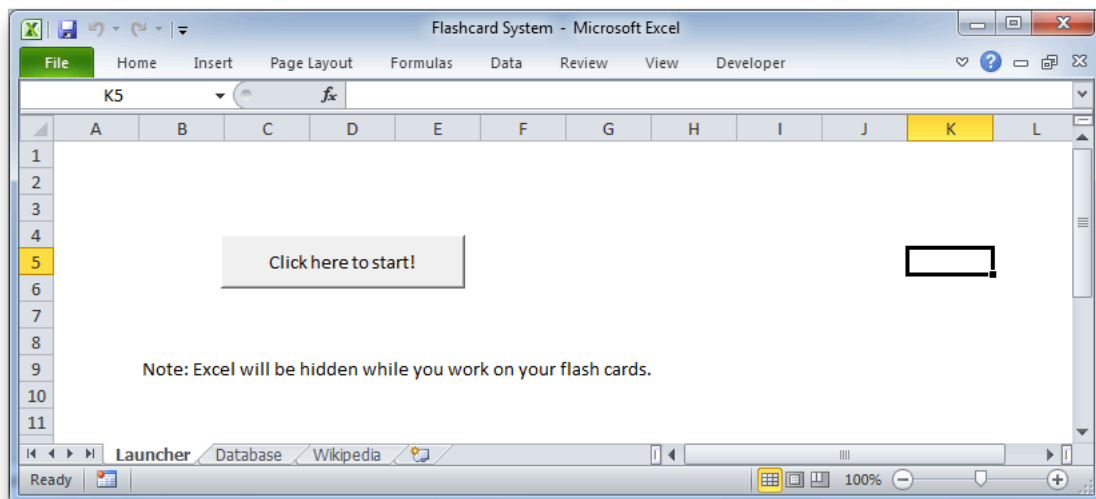 Flashcard System - Microsoft Excel
File Home Insert Page Layout Formulas Data Review View Developer
K5 fx
A B C D E F G H I J K L
1
2
3
4
5 Click here to start!
6
7
8
9 Note: Excel will be hidden while you work on your flash cards.
10
11
Launcher Database Wikipedia
Ready 100%